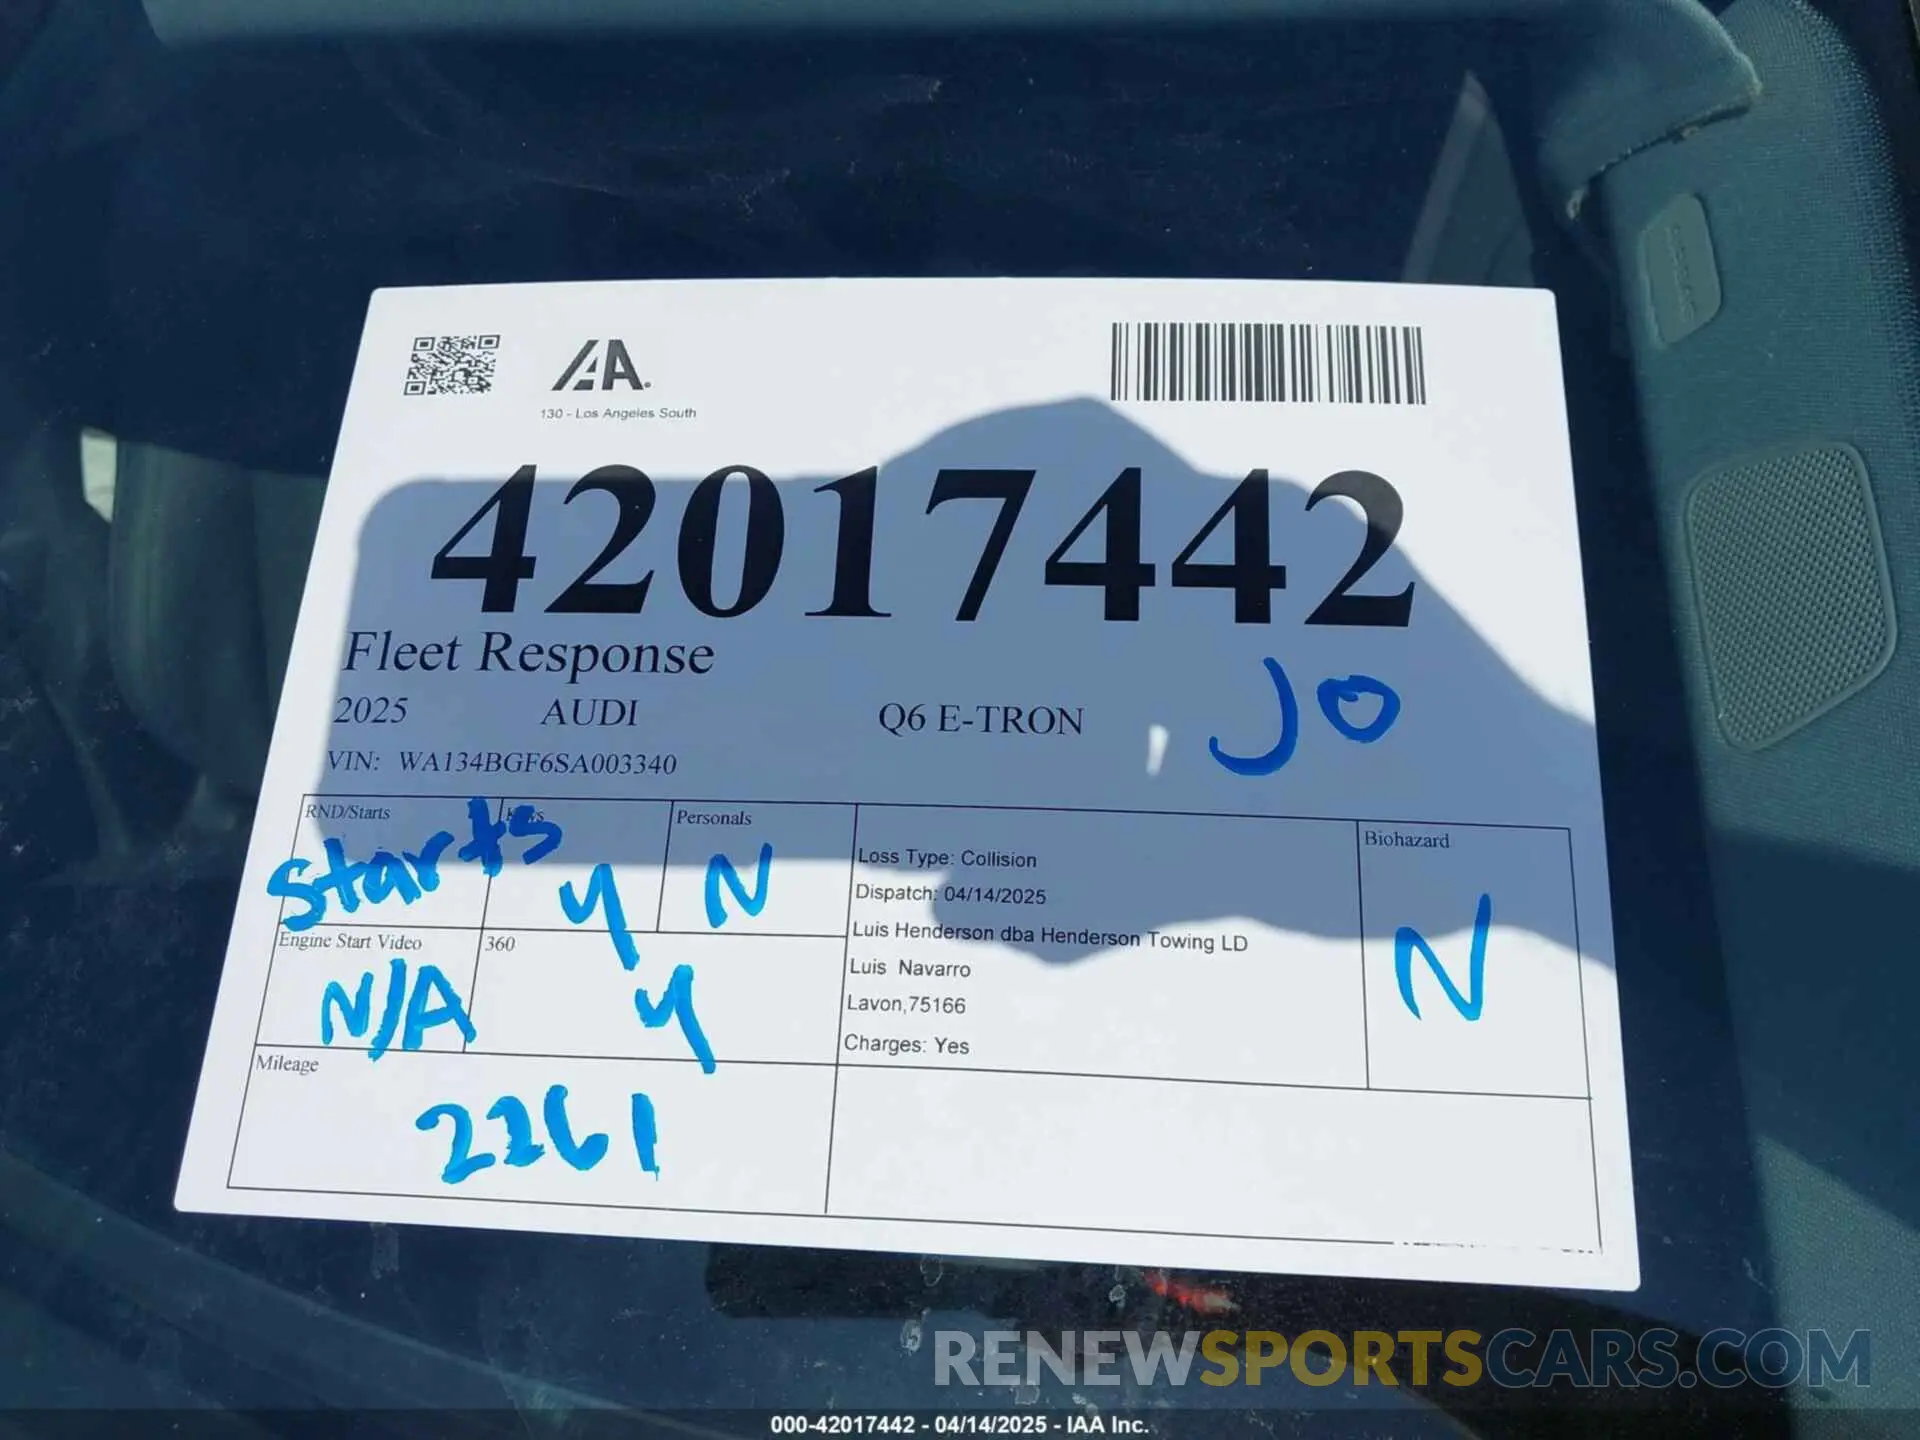 IAA.
130 - Los Angeles South
42017442
Fleet Response
2025 AUDI Q6 E-TRON
JO
VIN: WA134BGF6SA003340
RND/Starts
Starts
Keys
Y
Personals
N
Loss Type: Collision
Dispatch: 04/14/2025
Luis Henderson dba Henderson Towing LD
Luis Navarro
Lavon,75166
Charges: Yes
Biohazard
N
Engine Start Video
N/A
360
Y
Mileage
2261
RENEWSPORTSCARS.COM
000-42017442 - 04/14/2025 - IAA Inc.